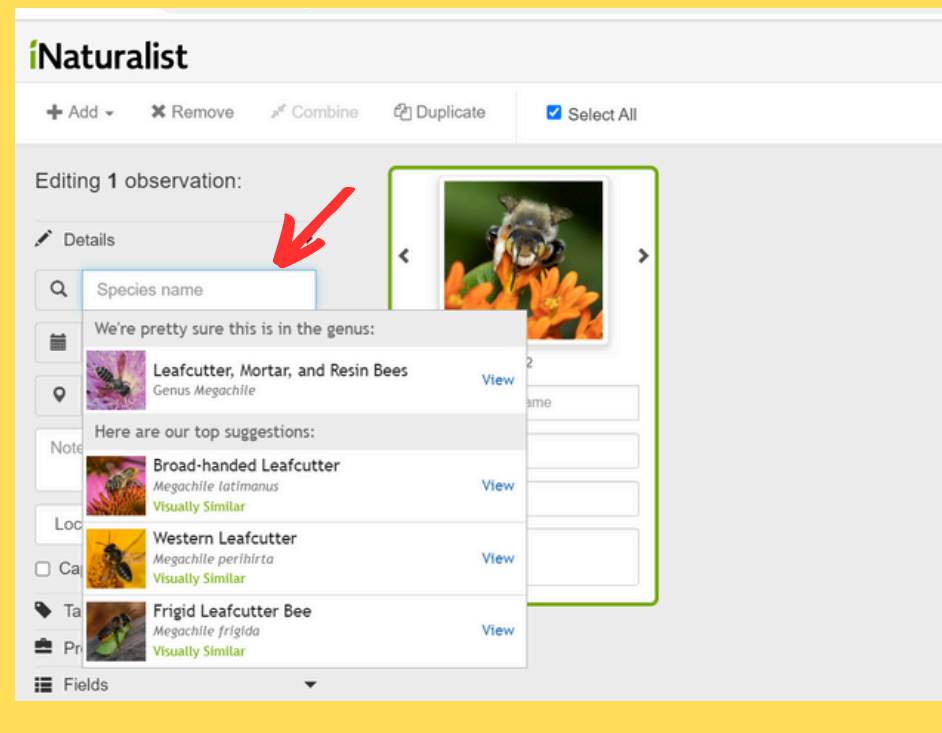 iNaturalist
Add
Remove
Combine
Duplicate
Select All
Editing 1 observation:
Details
Species name
We're pretty sure this is in the genus:
Leafcutter, Mortar, and Resin Bees
Genus Megachile
View
Here are our top suggestions:
Broad-handed Leafcutter
Megachile latimanus
Visually Similar
View
Western Leafcutter
Megachile perihirta
Visually Similar
View
Frigid Leafcutter Bee
Megachile frigida
Visually Similar
View
Fields